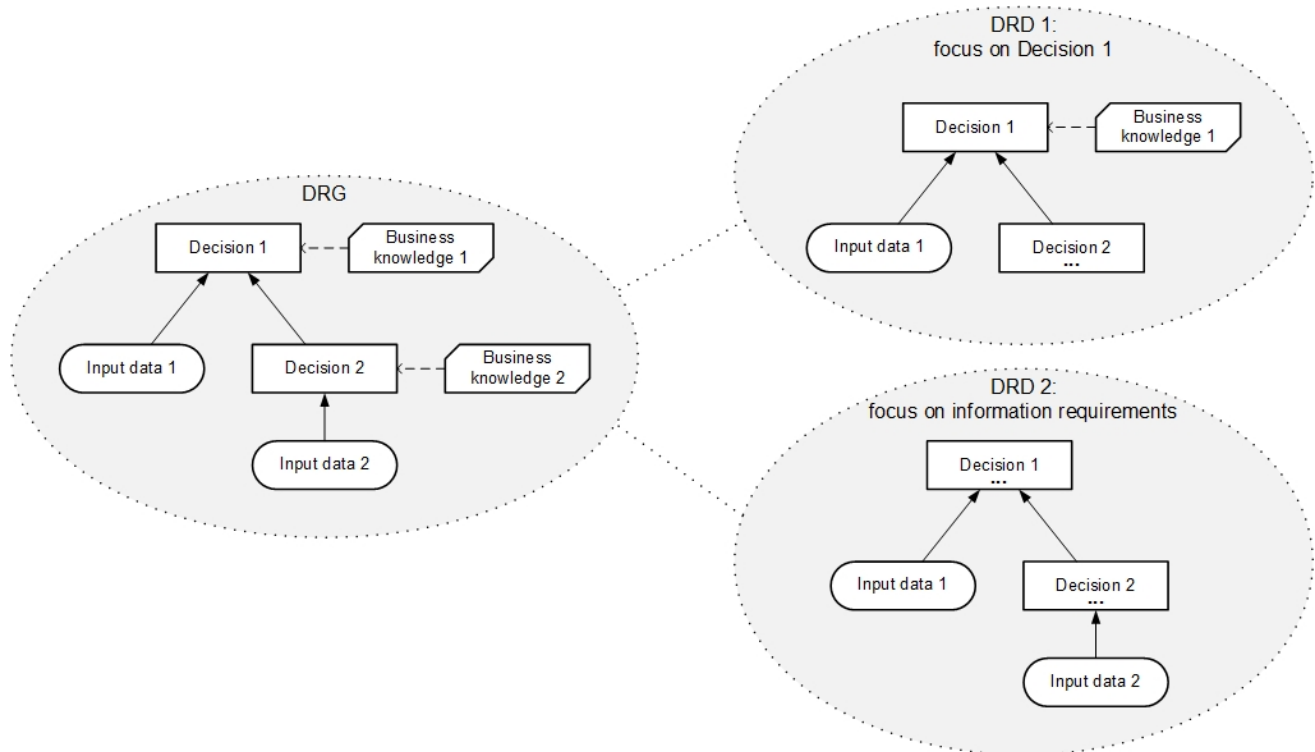 DRG
Decision 1
Business
knowledge 1
Input data 1
Decision 2
Business
knowledge 2
Input data 2
DRD 1:
focus on Decision 1
Decision 1
Business
knowledge 1
Input data 1
Decision 2
...
DRD 2:
focus on information requirements
Decision 1
...
Input data 1
Decision 2
...
Input data 2